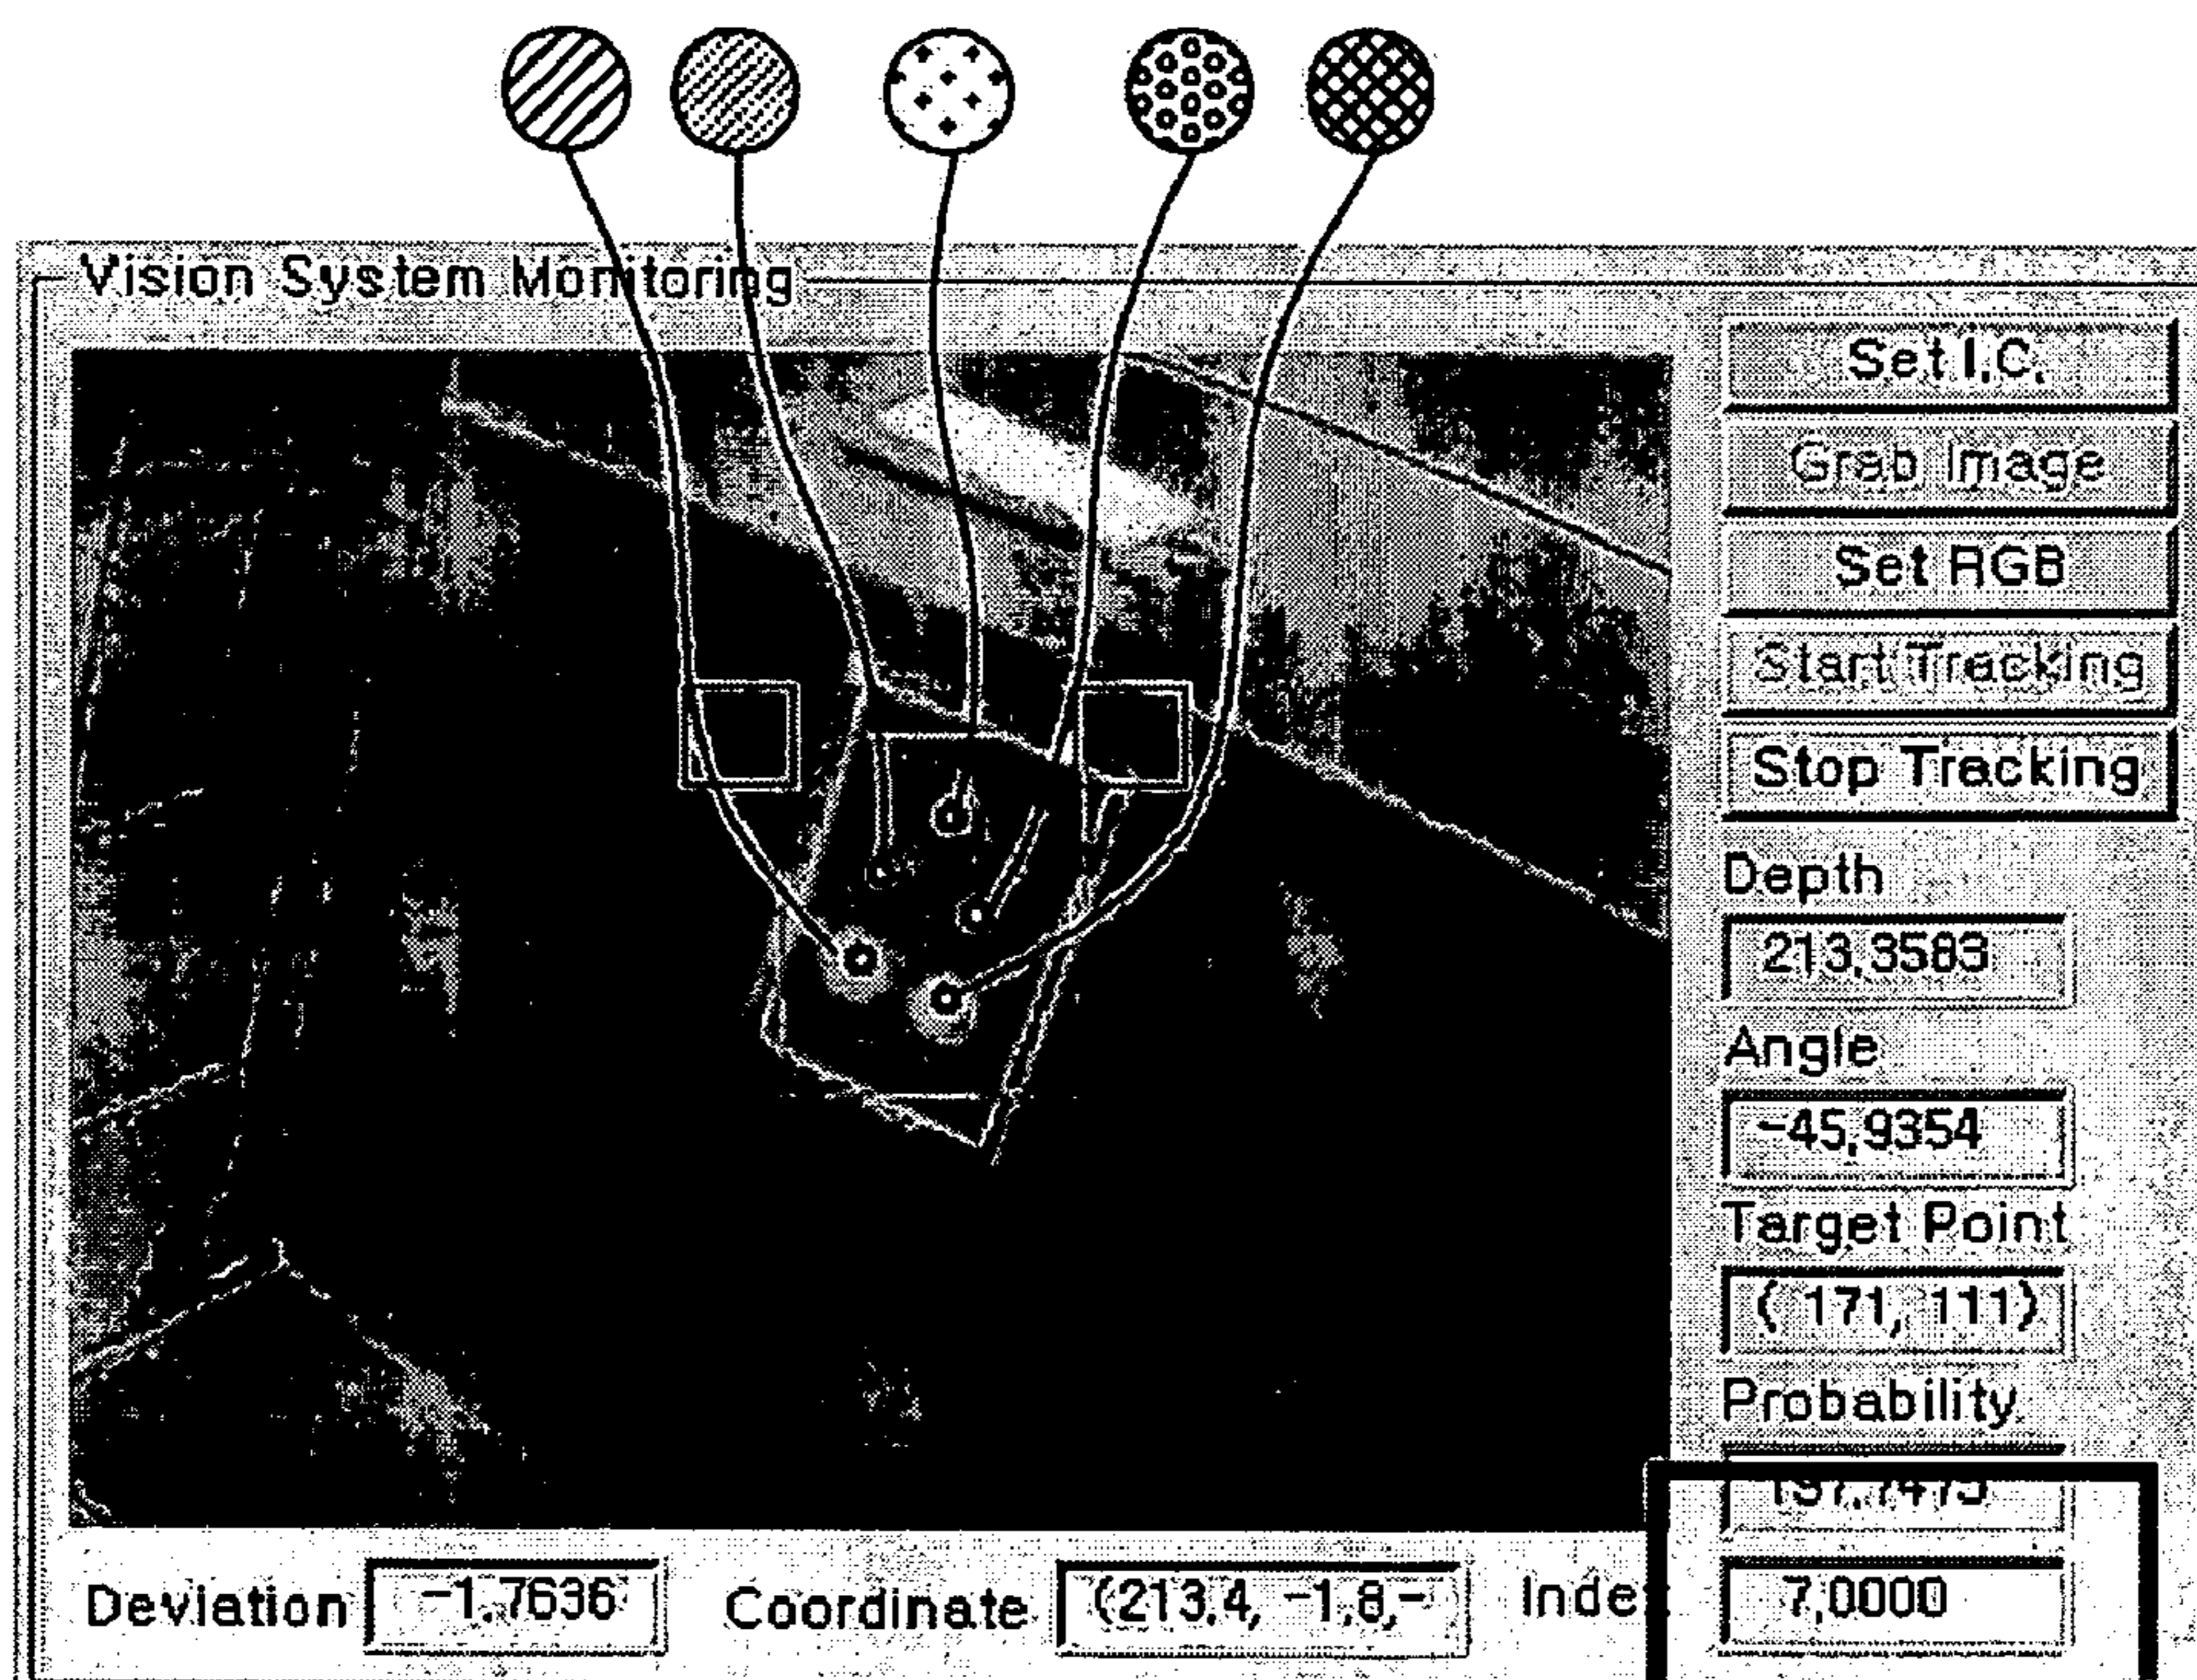 Vision System Monitoring
Set I.C.
Grab Image
Set RGB
Start Tracking
Stop Tracking
Depth
213.3583
Angle
-45.9354
Target Point
( 171, 111)
Probability
Deviation -1.7636 Coordinate (213.4, -1.8,- Index 7.0000